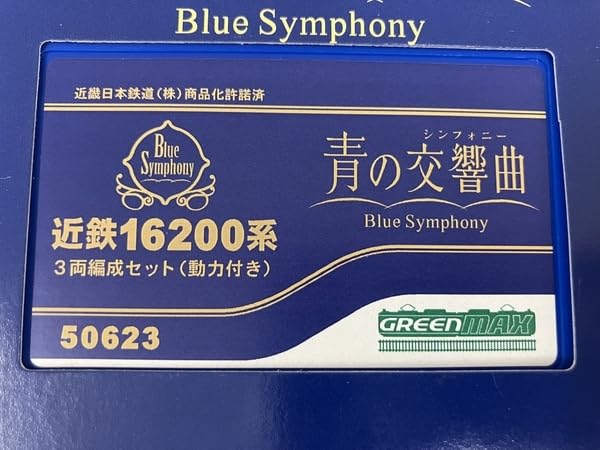 Blue Symphony
近畿日本鉄道(株)商品化許諾済
Blue
Symphony
シンフォニー
青の交響曲
Blue Symphony
近鉄16200系
3両編成セット(動力付き)
50623
GREENMAX